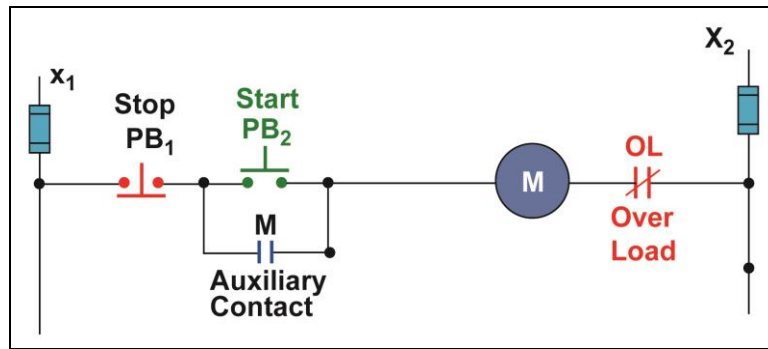 x₁
X₂
Stop
PB₁
Start
PB₂
M
Auxiliary
Contact
M
OL
Over
Load